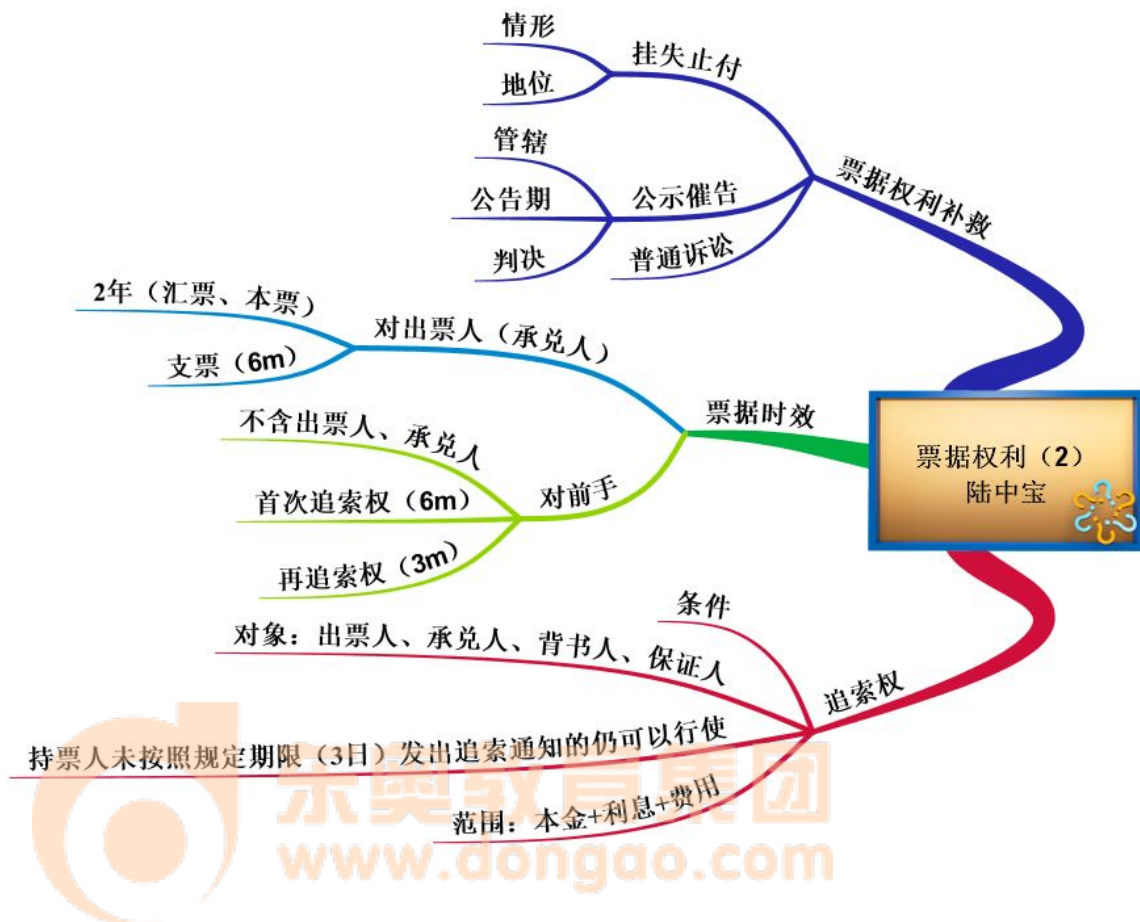 情形
挂失止付
地位
管辖
公告期
公示催告
判决
普通诉讼
票据权利补救
2年（汇票、本票）
对出票人（承兑人）
支票（6m）
票据时效
不含出票人、承兑人
首次追索权（6m）
对前手
再追索权（3m）
票据权利（2）
陆中宝
条件
对象：出票人、承兑人、背书人、保证人
追索权
持票人未按照规定期限（3日）发出追索通知的仍可以行使
范围：本金+利息+费用
东奥教育集团
www.dongao.com